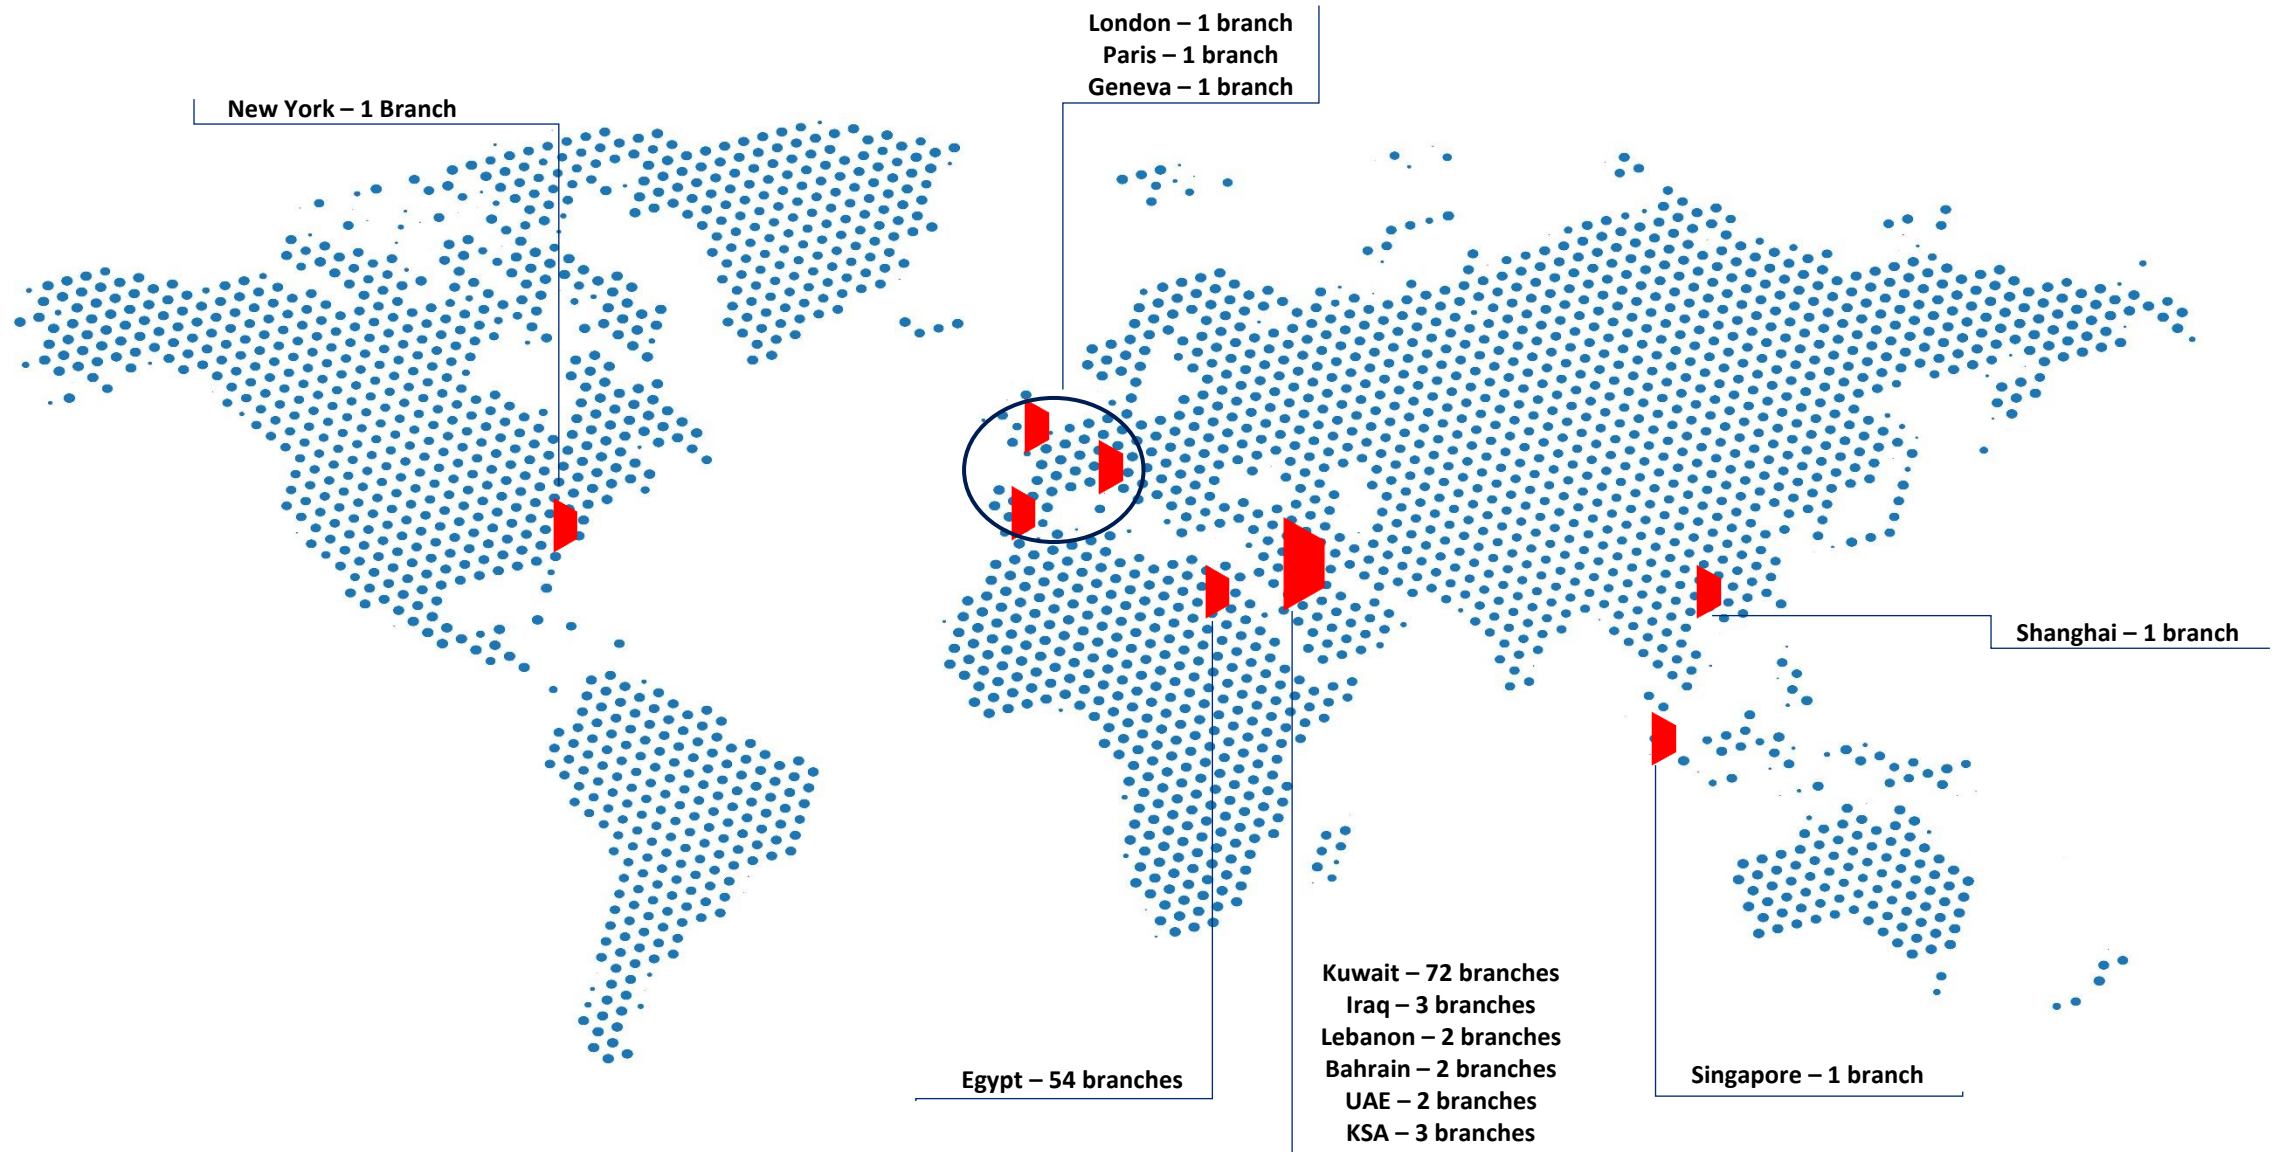 London – 1 branch
Paris – 1 branch
Geneva – 1 branch
New York – 1 Branch
Shanghai – 1 branch
Kuwait – 72 branches
Iraq – 3 branches
Lebanon – 2 branches
Bahrain – 2 branches
UAE – 2 branches
KSA – 3 branches
Egypt – 54 branches
Singapore – 1 branch